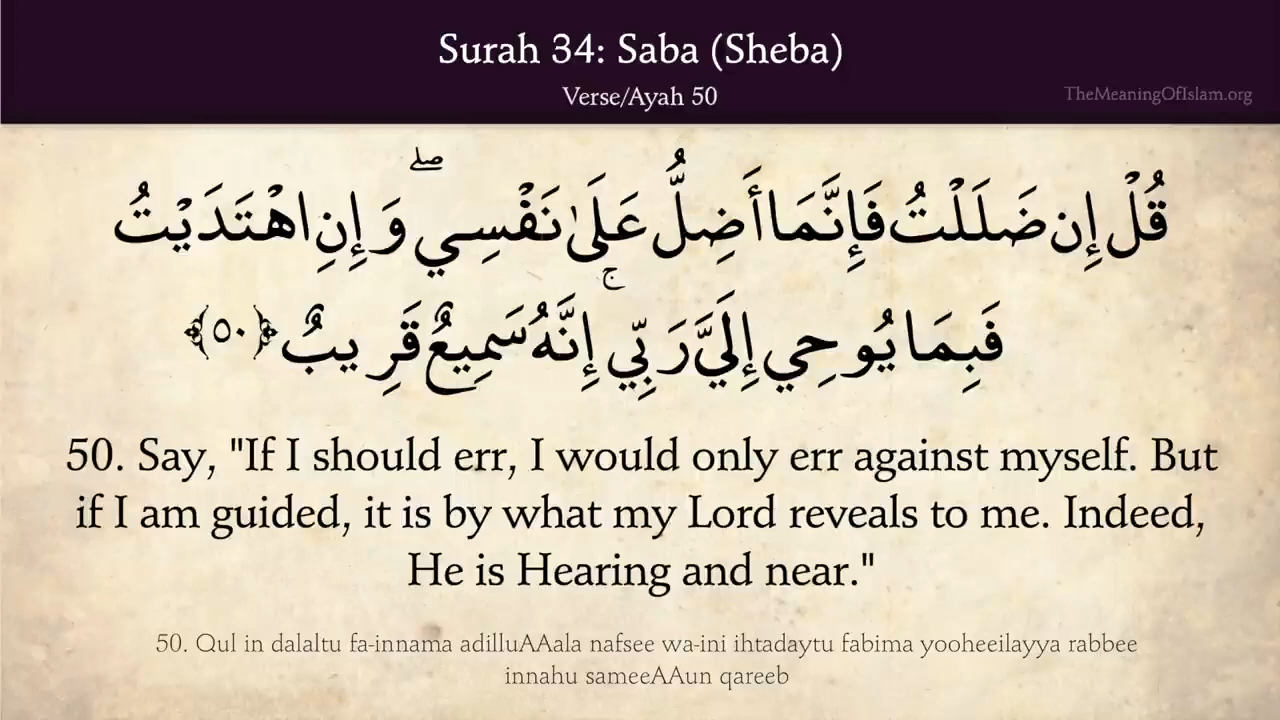 Surah 34: Saba (Sheba)
Verse/Ayah 50
TheMeaningOfIslam.org
قُلْ إِن ضَلَلْتُ فَإِنَّمَا أَضِلُّ عَلَىٰ نَفْسِي ۖ وَإِنِ اهْتَدَيْتُ
فَبِمَا يُوحِي إِلَيَّ رَبِّي ۚ إِنَّهُ سَمِيعٌ قَرِيبٌ ﴿٥٠﴾
50. Say, "If I should err, I would only err against myself. But
if I am guided, it is by what my Lord reveals to me. Indeed,
He is Hearing and near."
50. Qul in dalaltu fa-innama adilluAAala nafsee wa-ini ihtadaytu fabima yooheeilayya rabbee
innahu sameeAAun qareeb